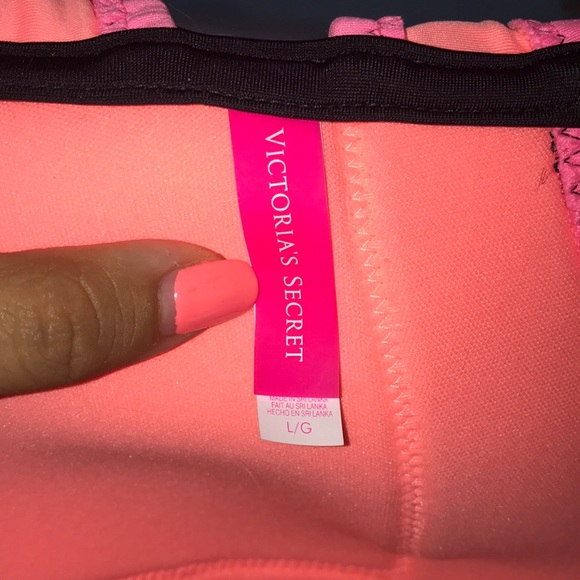 VICTORIA'S SECRET
MADE IN SRI LANKA
FAIT AU SRI LANKA
HECHO EN SRI LANKA
L/G